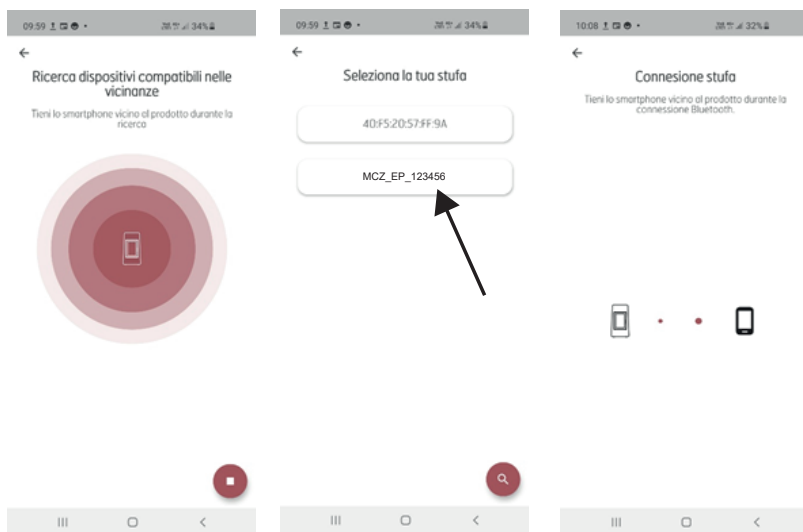 09:59
34%
Ricerca dispositivi compatibili nelle
vicinanze
Tieni lo smartphone vicino al prodotto durante la
ricerca
09:59
34%
Seleziona la tua stufa
40:F5:20:57:FF:9A
MCZ_EP_123456
10:08
32%
Connesione stufa
Tieni lo smartphone vicino al prodotto durante la
connessione Bluetooth.